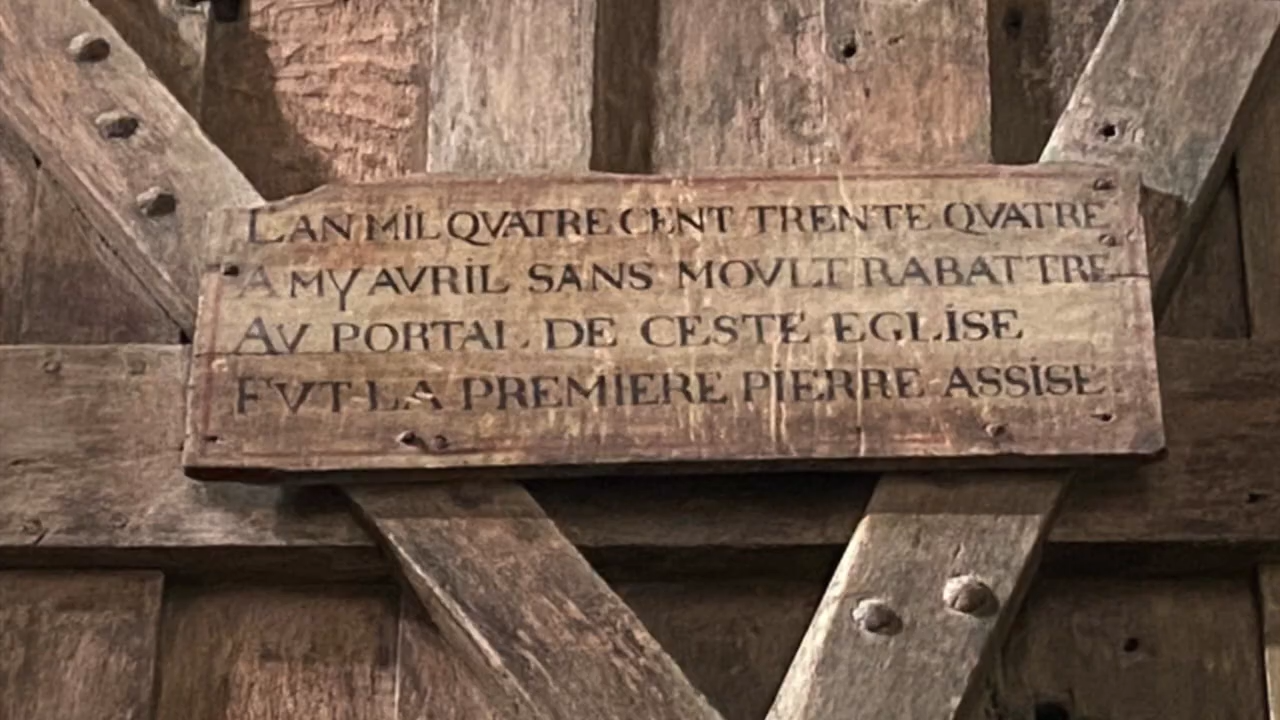 LAN MIL QVATRE CENT TRENTE QVATRE
A MY AVRIL SANS MOVLT RABATTRE
AV PORTAL DE CESTE EGLISE
FVT LA PREMIERE PIERRE ASSISE